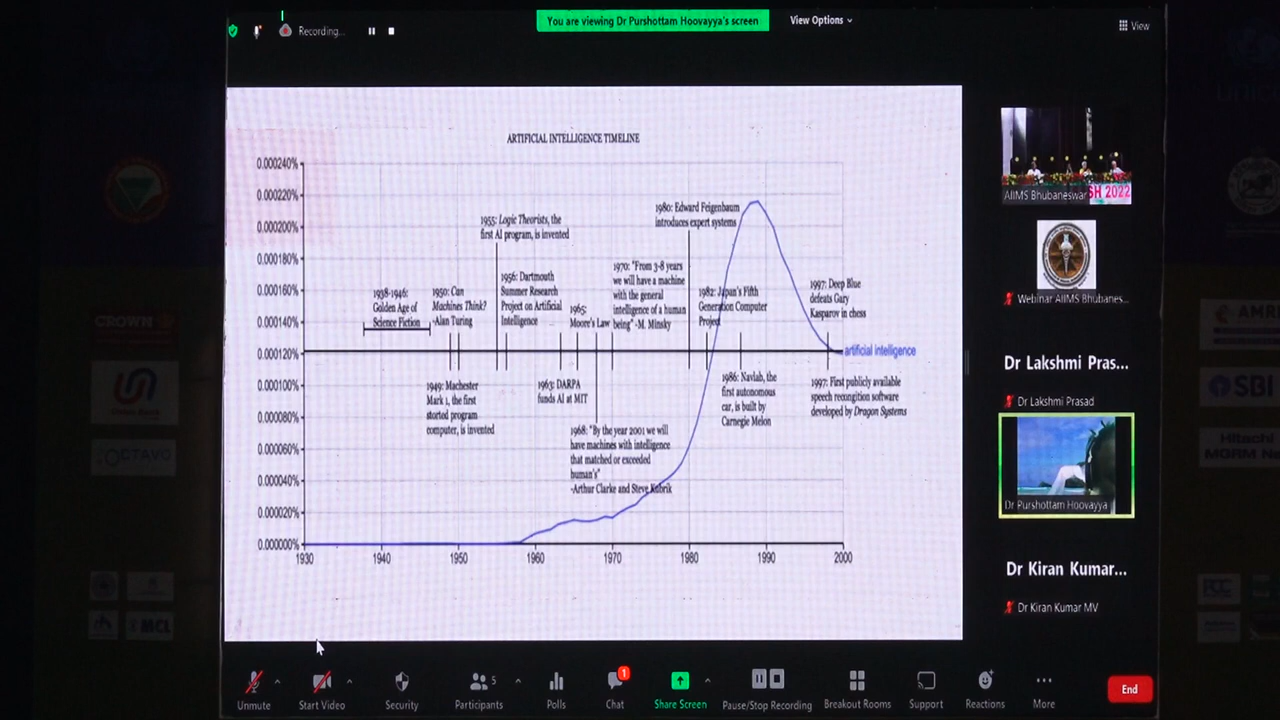 Recording...
You are viewing Dr Purshottam Hoovayya's screen
View Options
View
ARTIFICIAL INTELLIGENCE TIMELINE
0.000240%
0.000220%
0.000200%
0.000180%
0.000160%
0.000140%
0.000120%
0.000100%
0.000080%
0.000060%
0.000040%
0.000020%
0.000000%
1930
1940
1950
1960
1970
1980
1990
2000
1938-1946:
Golden Age of
Science Fiction
1950: Can
Machines Think?
-Alan Turing
1955: Logic Theorists, the
first AI program, is invented
1956: Dartmouth
Summer Research
Project on Artificial
Intelligence
1965:
Moore's Law
1970: "From 3-8 years
we will have a machine
with the general
intelligence of a human
being" -M. Minsky
1980: Edward Feigenbaum
introduces expert systems
1982: Japan's Fifth
Generation Computer
Project
1997: Deep Blue
defeats Gary
Kasparov in chess
artificial intelligence
1949: Machester
Mark 1, the first
storted program
computer, is invented
1963: DARPA
funds AI at MIT
1968: "By the year 2001 we will
have machines with intelligence
that matched or exceeded
human's"
-Arthur Clarke and Steve Kubrik
1986: Navlab, the
first autonomous
car, is built by
Carnegie Melon
1997: First publicly available
speech recongition software
developed by Dragon Systems
SH 2022
AIIMS Bhubaneswar
Webinar AIIMS Bhubanes...
Dr Lakshmi Pras...
Dr Lakshmi Prasad
Dr Purshottam Hoovayya
Dr Kiran Kumar...
Dr Kiran Kumar MV
CROWN
Union Bank
OCTAVO
MCL
SBI
Hitachi
MGRM
Unmute
Start Video
Security
5
Participants
Polls
1
Chat
Share Screen
Pause/Stop Recording
Breakout Rooms
Support
Reactions
More
End